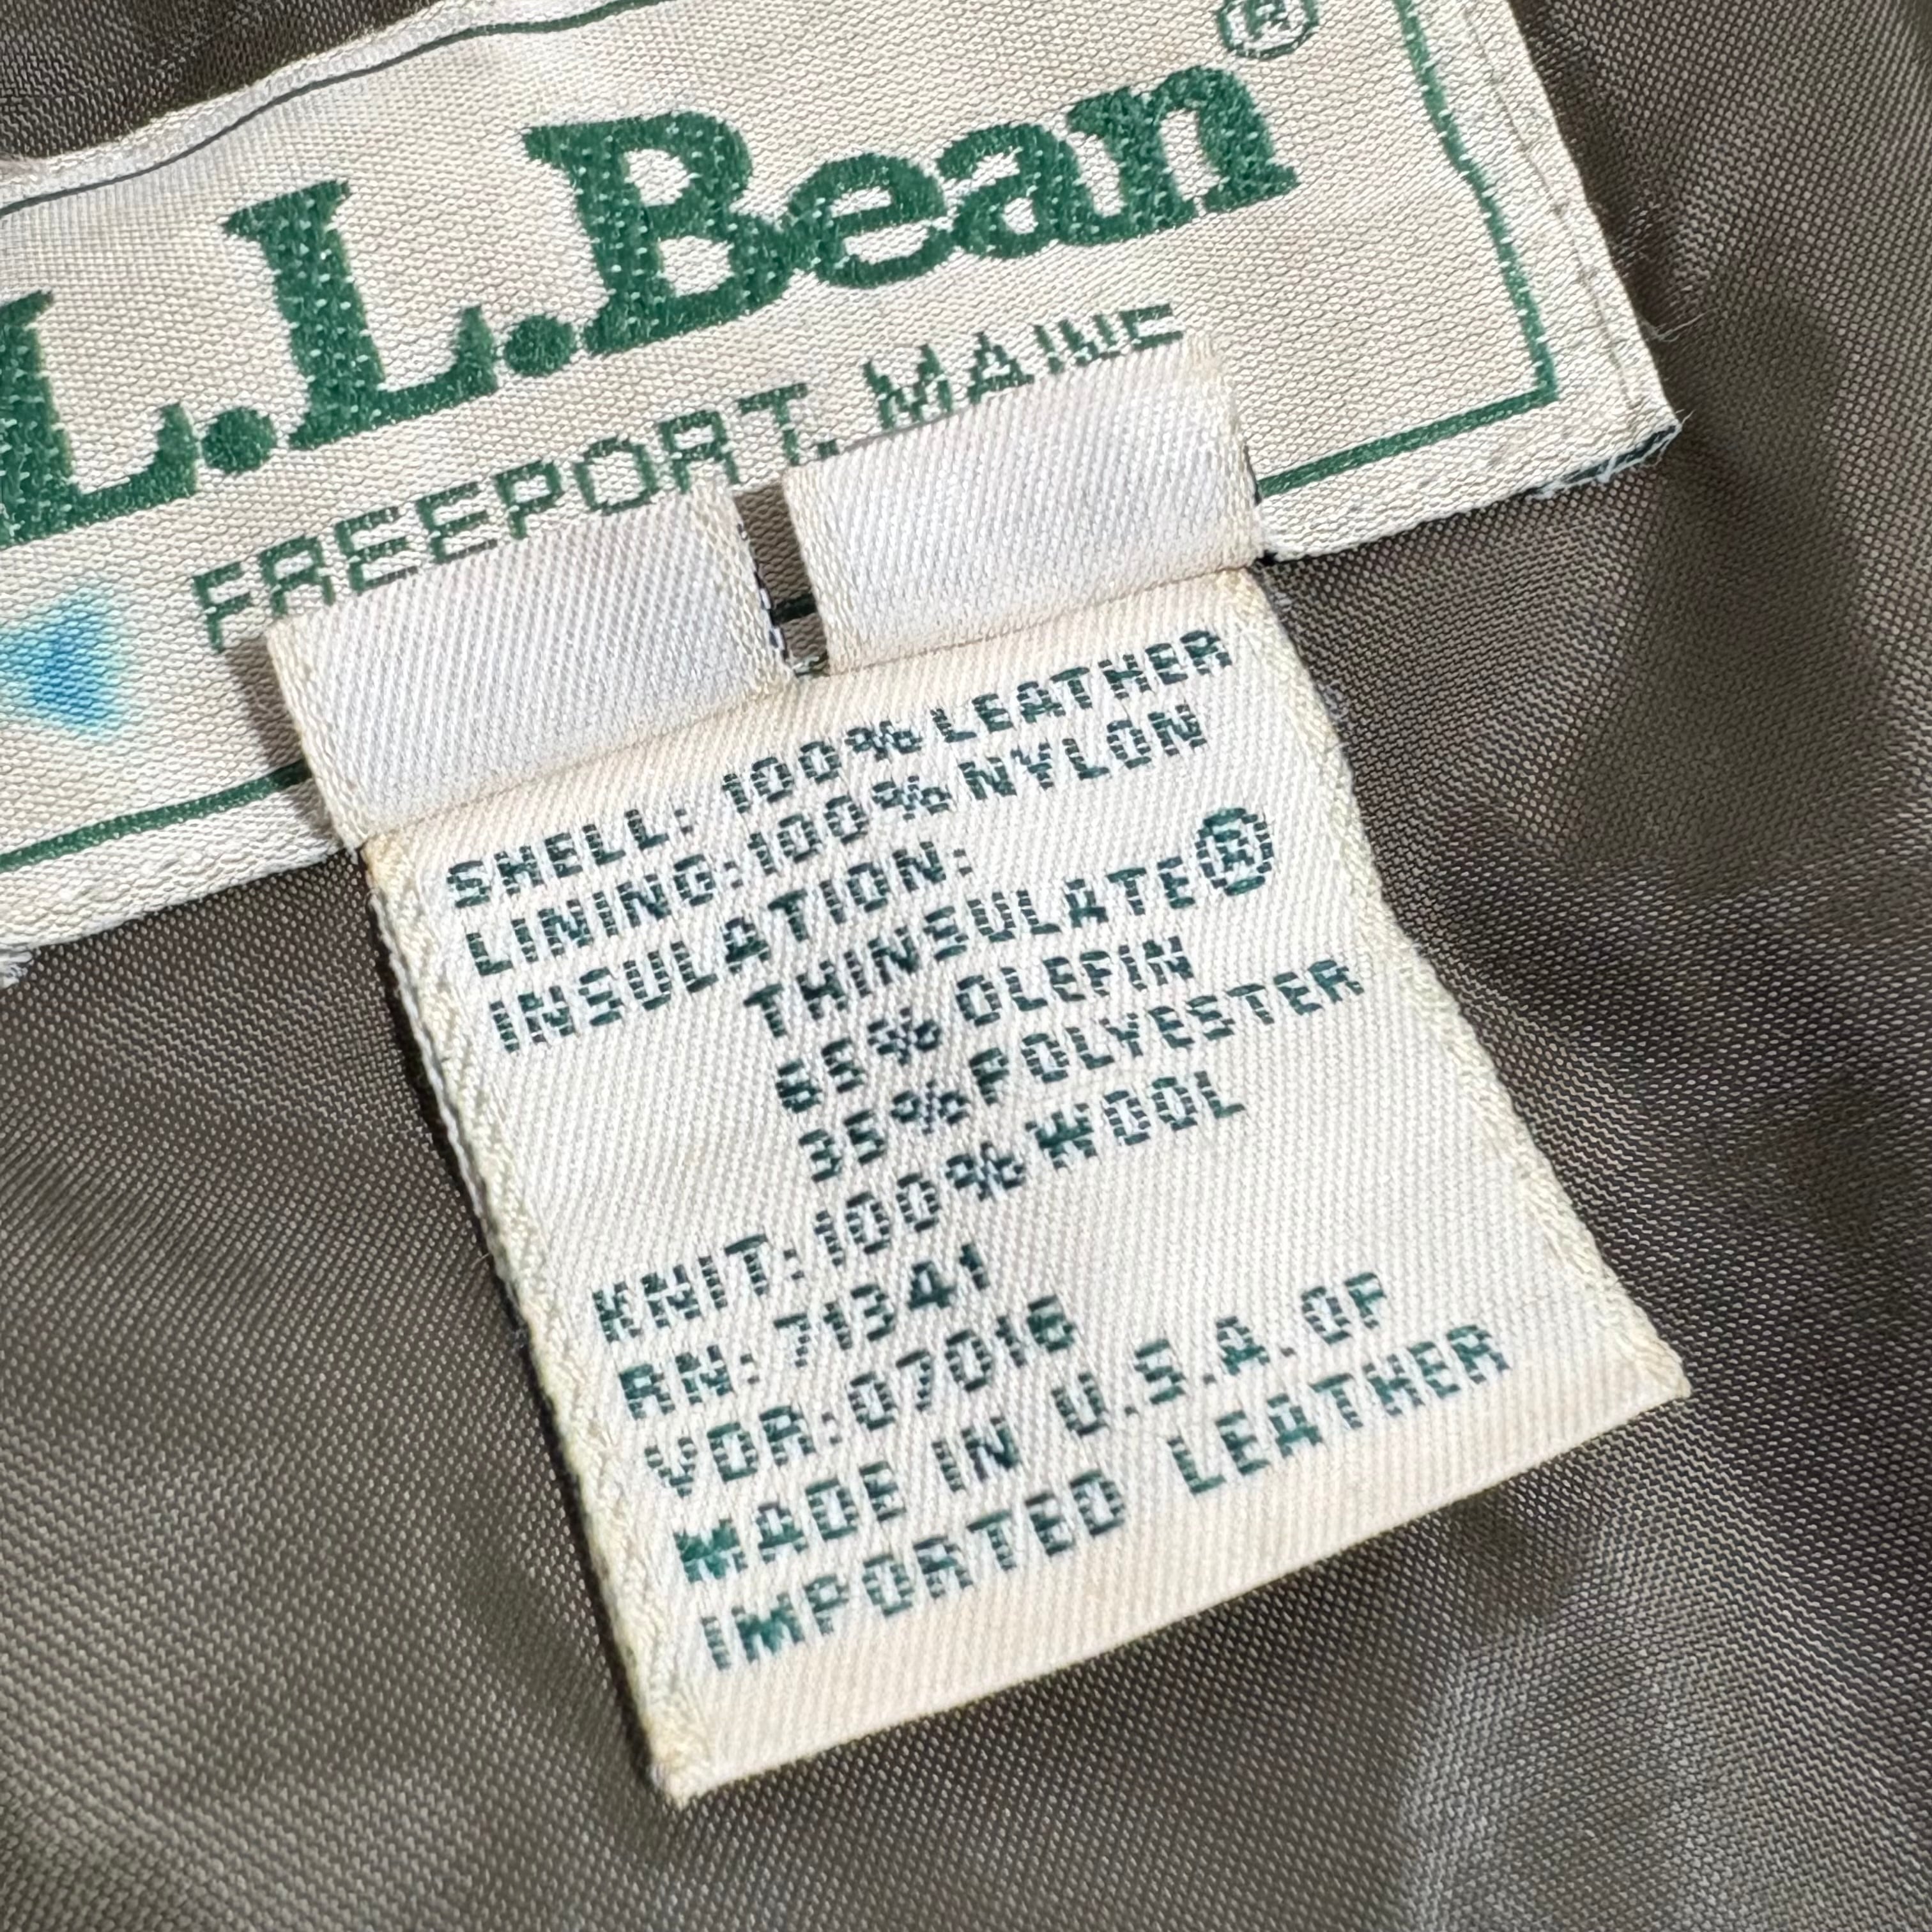 L.L.Bean®
FREEPORT, MAINE
SHELL: 100% LEATHER
LINING: 100% NYLON
INSULATION:
THINSULATE®
65% OLEFIN
35% POLYESTER
KNIT: 100% WOOL
RN: 71341
VDR: 07016
MADE IN U.S.A. OF
IMPORTED LEATHER